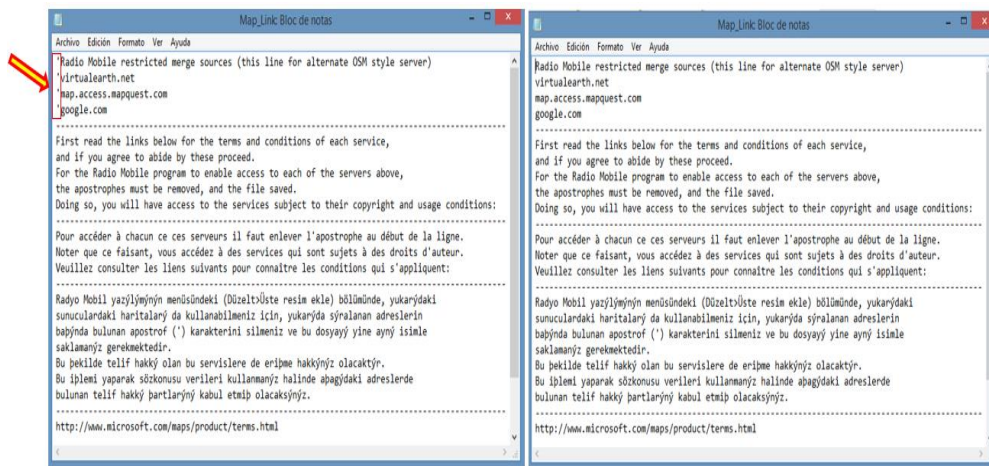 Map_Link: Bloc de notas
Archivo Edición Formato Ver Ayuda
'Radio Mobile restricted merge sources (this line for alternate OSM style server)
'virtualearth.net
'map.access.mapquest.com
'google.com
--------------------------------------------------------------------------------
First read the links below for the terms and conditions of each service,
and if you agree to abide by these proceed.
For the Radio Mobile program to enable access to each of the servers above,
the apostrophes must be removed, and the file saved.
Doing so, you will have access to the services subject to their copyright and usage conditions:
--------------------------------------------------------------------------------
Pour accéder à chacun ce ces serveurs il faut enlever l'apostrophe au début de la ligne.
Noter que ce faisant, vous accédez à des services qui sont sujets à des droits d'auteur.
Veuillez consulter les liens suivants pour connaître les conditions qui s'appliquent:
--------------------------------------------------------------------------------
Radyo Mobil yazýlýmýnýn menüsündeki (Düzelt>Üste resim ekle) bölümünde, yukarýdaki
sunuculardaki haritalarý da kullanabilmeniz için, yukarýda sýralanan adreslerin
baþýnda bulunan apostrof (') karakterini silmeniz ve bu dosyayý yine ayný isimle
saklamanýz gerekmektedir.
Bu þekilde telif hakký olan bu servislere de eriþme hakkýnýz olacaktýr.
Bu iþlemi yaparak sözkonusu verileri kullanmanýz halinde aþagýdaki adreslerde
bulunan telif hakký þartlarýný kabul etmiþ olacaksýnýz.
--------------------------------------------------------------------------------
http://www.microsoft.com/maps/product/terms.html
Map_Link: Bloc de notas
Archivo Edición Formato Ver Ayuda
Radio Mobile restricted merge sources (this line for alternate OSM style server)
virtualearth.net
map.access.mapquest.com
google.com
--------------------------------------------------------------------------------
First read the links below for the terms and conditions of each service,
and if you agree to abide by these proceed.
For the Radio Mobile program to enable access to each of the servers above,
the apostrophes must be removed, and the file saved.
Doing so, you will have access to the services subject to their copyright and usage conditions:
--------------------------------------------------------------------------------
Pour accéder à chacun ce ces serveurs il faut enlever l'apostrophe au début de la ligne.
Noter que ce faisant, vous accédez à des services qui sont sujets à des droits d'auteur.
Veuillez consulter les liens suivants pour connaître les conditions qui s'appliquent:
--------------------------------------------------------------------------------
Radyo Mobil yazýlýmýnýn menüsündeki (Düzelt>Üste resim ekle) bölümünde, yukarýdaki
sunuculardaki haritalarý da kullanabilmeniz için, yukarýda sýralanan adreslerin
baþýnda bulunan apostrof (') karakterini silmeniz ve bu dosyayý yine ayný isimle
saklamanýz gerekmektedir.
Bu þekilde telif hakký olan bu servislere de eriþme hakkýnýz olacaktýr.
Bu iþlemi yaparak sözkonusu verileri kullanmanýz halinde aþagýdaki adreslerde
bulunan telif hakký þartlarýný kabul etmiþ olacaksýnýz.
--------------------------------------------------------------------------------
http://www.microsoft.com/maps/product/terms.html